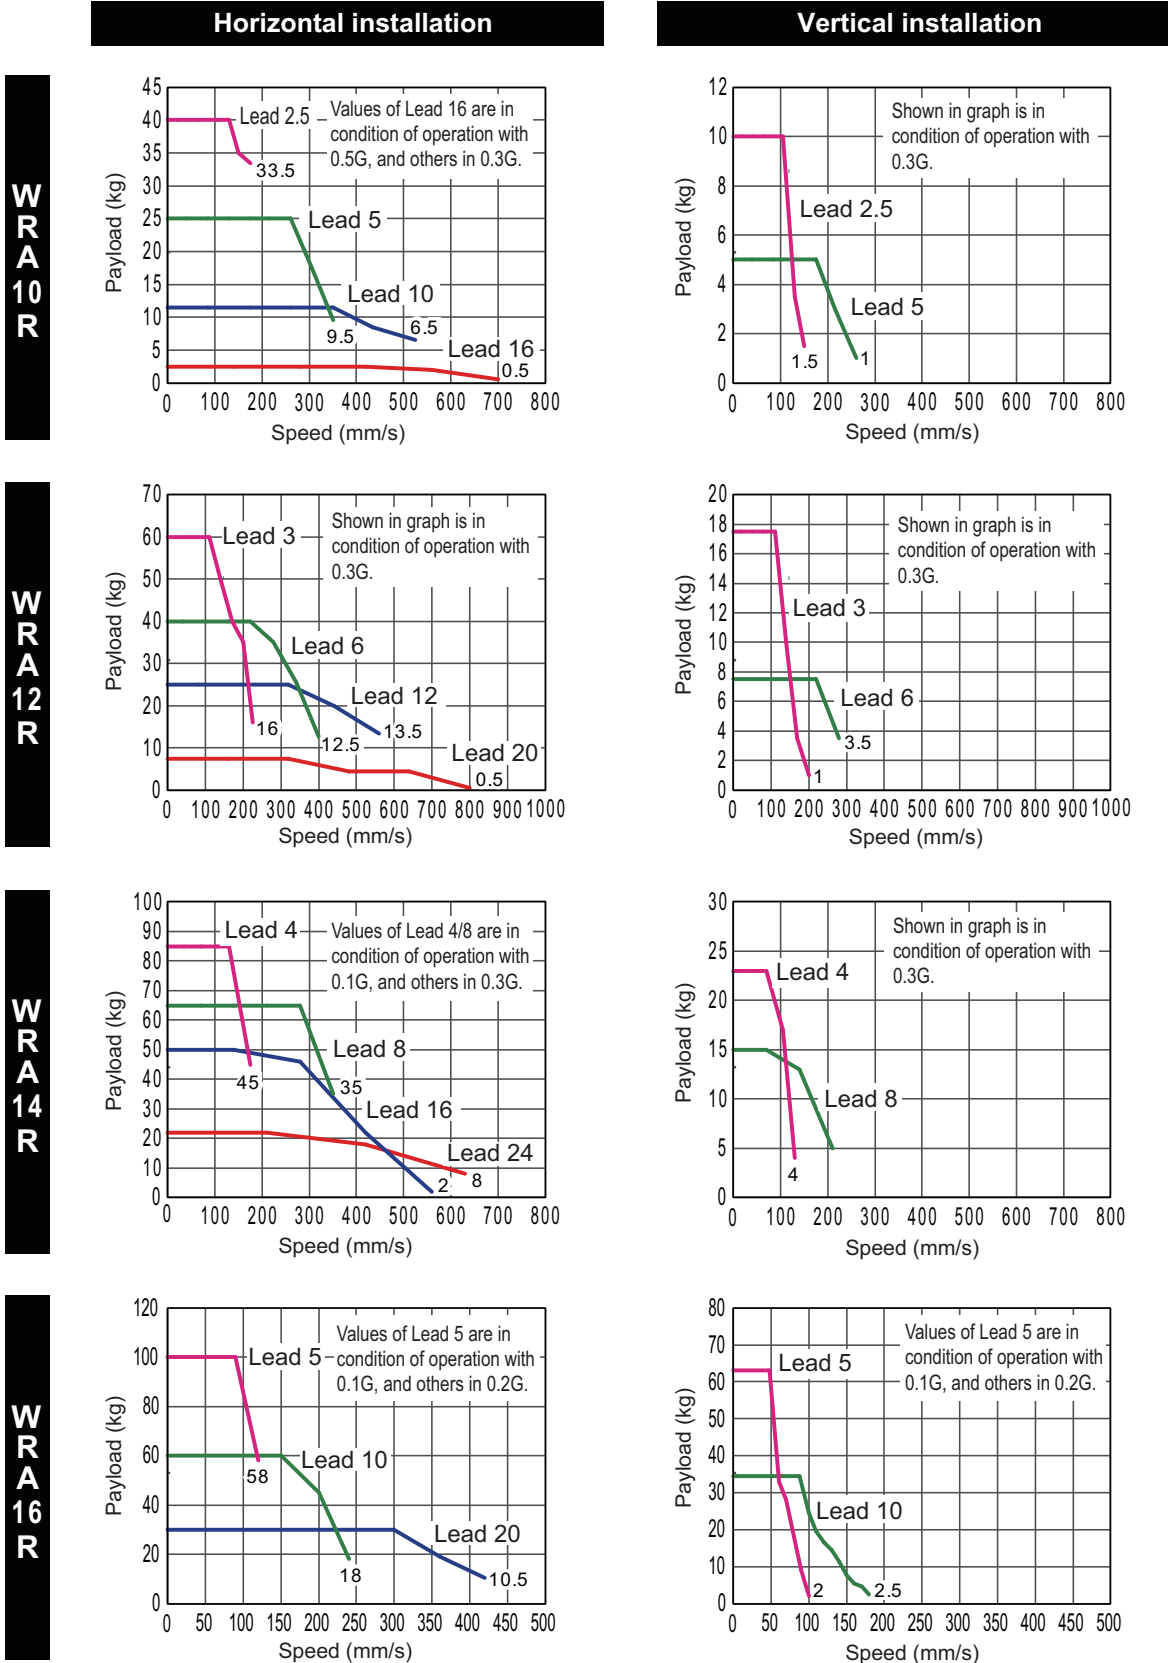 Horizontal installation
Vertical installation
WRA10R
45
40
35
30
25
20
15
10
5
0
Payload (kg)
Lead 2.5
Values of Lead 16 are in
condition of operation with
0.5G, and others in 0.3G.
33.5
Lead 5
Lead 10
9.5
6.5
Lead 16
0.5
0 100 200 300 400 500 600 700 800
Speed (mm/s)
12
10
8
6
4
2
0
Payload (kg)
Shown in graph is in
condition of operation with
0.3G.
Lead 2.5
Lead 5
1.5
1
0 100 200 300 400 500 600 700 800
Speed (mm/s)
WRA12R
70
60
50
40
30
20
10
0
Payload (kg)
Lead 3
Shown in graph is in
condition of operation with
0.3G.
Lead 6
Lead 12
16
12.5
13.5
Lead 20
0.5
0 100 200 300 400 500 600 700 800 900 1000
Speed (mm/s)
20
18
16
14
12
10
8
6
4
2
0
Payload (kg)
Shown in graph is in
condition of operation with
0.3G.
Lead 3
Lead 6
3.5
1
0 100 200 300 400 500 600 700 800 900 1000
Speed (mm/s)
WRA14R
100
90
80
70
60
50
40
30
20
10
0
Payload (kg)
Lead 4
Values of Lead 4/8 are in
condition of operation with
0.1G, and others in 0.3G.
Lead 8
45
35
Lead 16
Lead 24
2
8
0 100 200 300 400 500 600 700 800
Speed (mm/s)
30
25
20
15
10
5
0
Payload (kg)
Shown in graph is in
condition of operation with
0.3G.
Lead 4
Lead 8
4
0 100 200 300 400 500 600 700 800
Speed (mm/s)
WRA16R
120
100
80
60
40
20
0
Payload (kg)
Values of Lead 5 are in
condition of operation with
0.1G, and others in 0.2G.
Lead 5
Lead 10
58
Lead 20
18
10.5
0 50 100 150 200 250 300 350 400 450 500
Speed (mm/s)
80
70
60
50
40
30
20
10
0
Payload (kg)
Values of Lead 5 are in
condition of operation with
0.1G, and others in 0.2G.
Lead 5
Lead 10
2
2.5
0 50 100 150 200 250 300 350 400 450 500
Speed (mm/s)